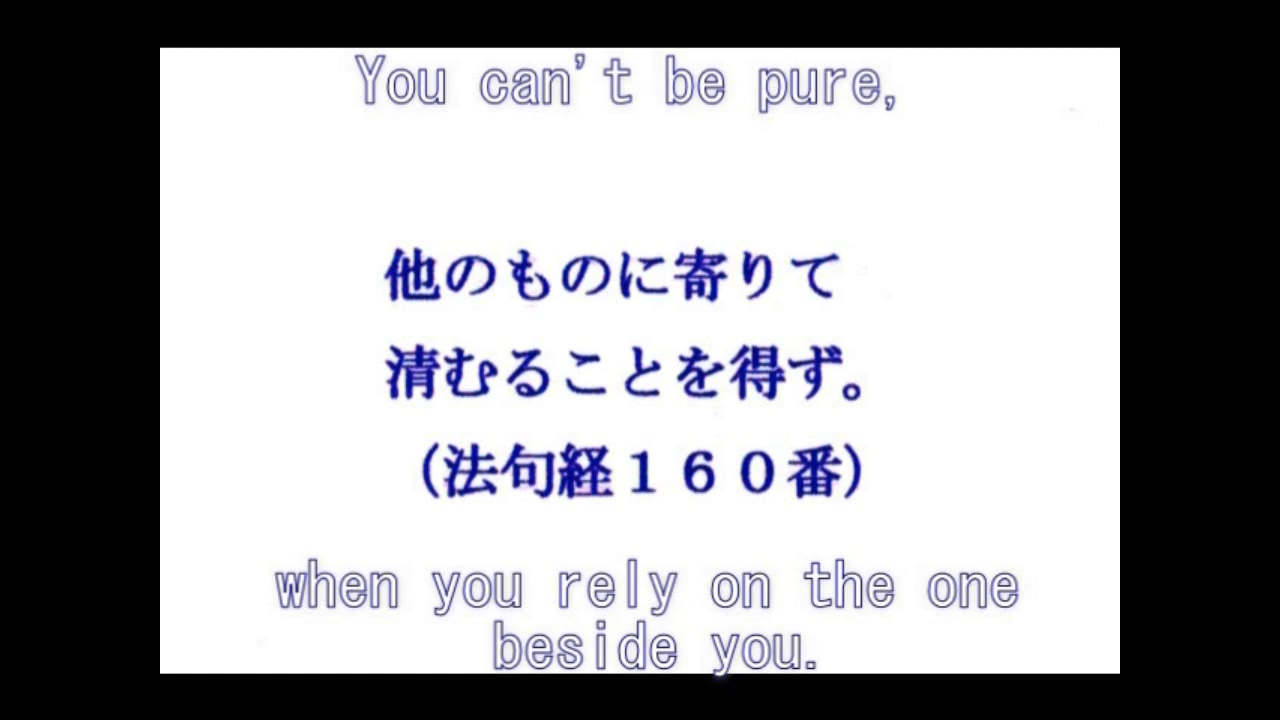 You can't be pure,
他のものに寄りて
清むることを得ず。
（法句経１６０番）
when you rely on the one
beside you.